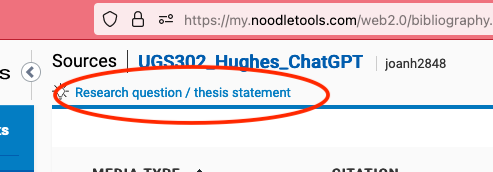 https://my.noodletools.com/web2.0/bibliography.
s
Sources UGS302_Hughes_ChatGPT joanh2848
Research question / thesis statement
ts
MEDIA TYPE CITATION